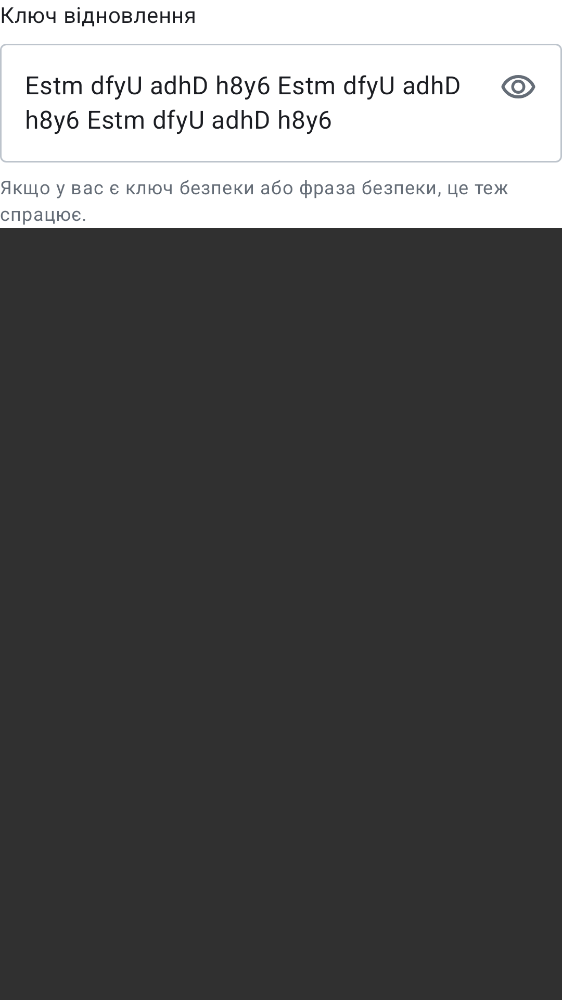 Ключ відновлення
Estm dfyU adhD h8y6 Estm dfyU adhD
h8y6 Estm dfyU adhD h8y6
Якщо у вас є ключ безпеки або фраза безпеки, це теж
спрацює.